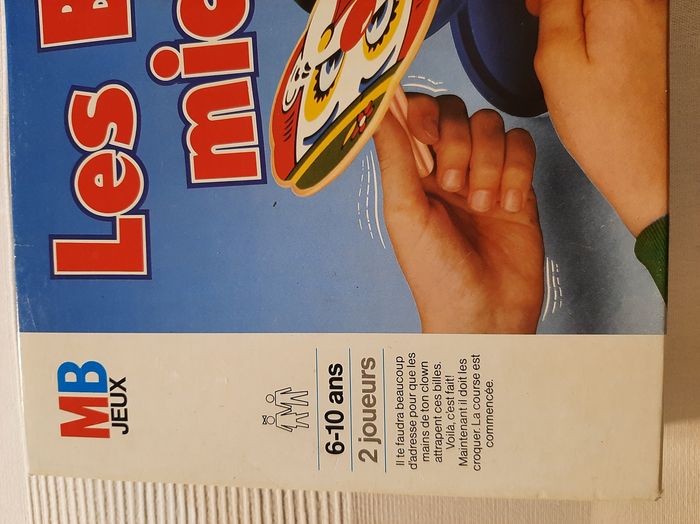 Les B
mic
MB
JEUX
6-10 ans
2 joueurs
Il te faudra beaucoup
d'adresse pour que les
mains de ton clown
attrapent ces billes.
Voilà, c'est fait!
Maintenant il doit les
croquer. La course est
commencée.